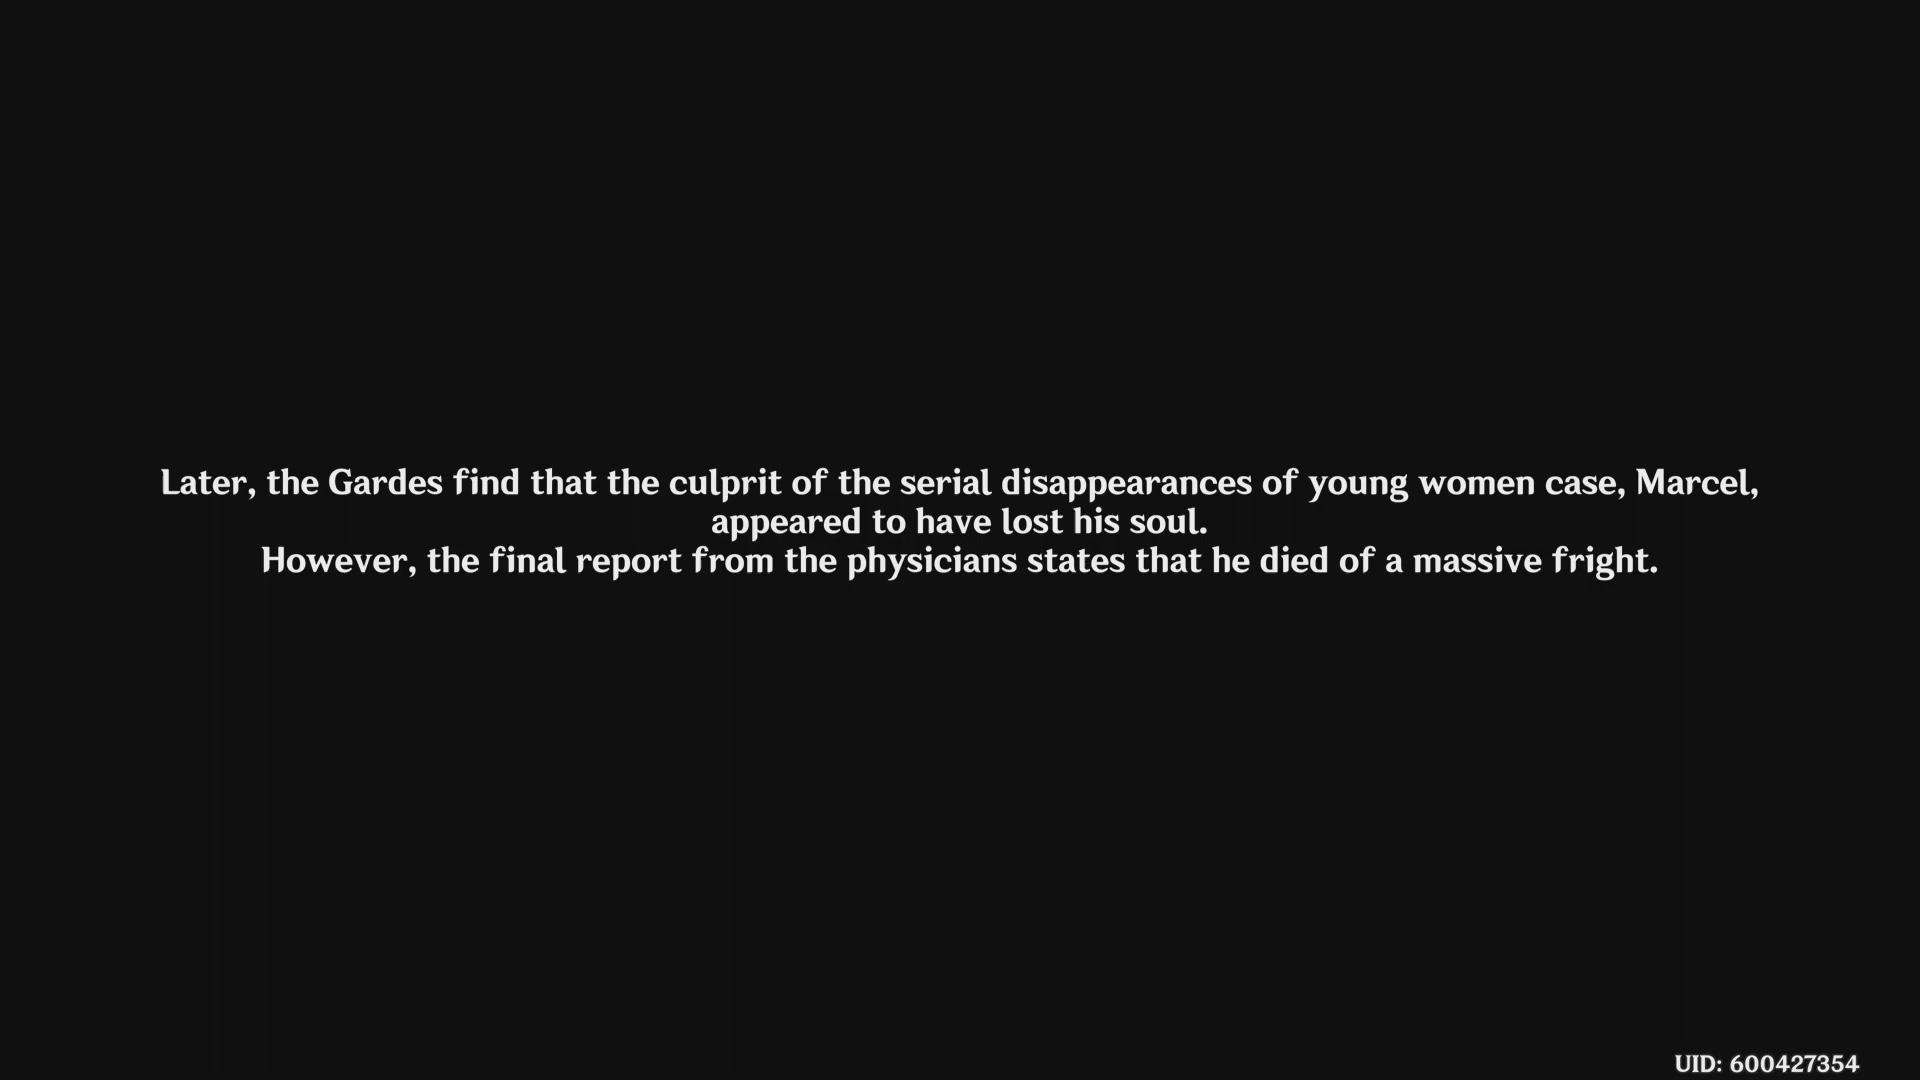 Later, the Gardes find that the culprit of the serial disappearances of young women case, Marcel,
appeared to have lost his soul.
However, the final report from the physicians states that he died of a massive fright.
UID: 600427354